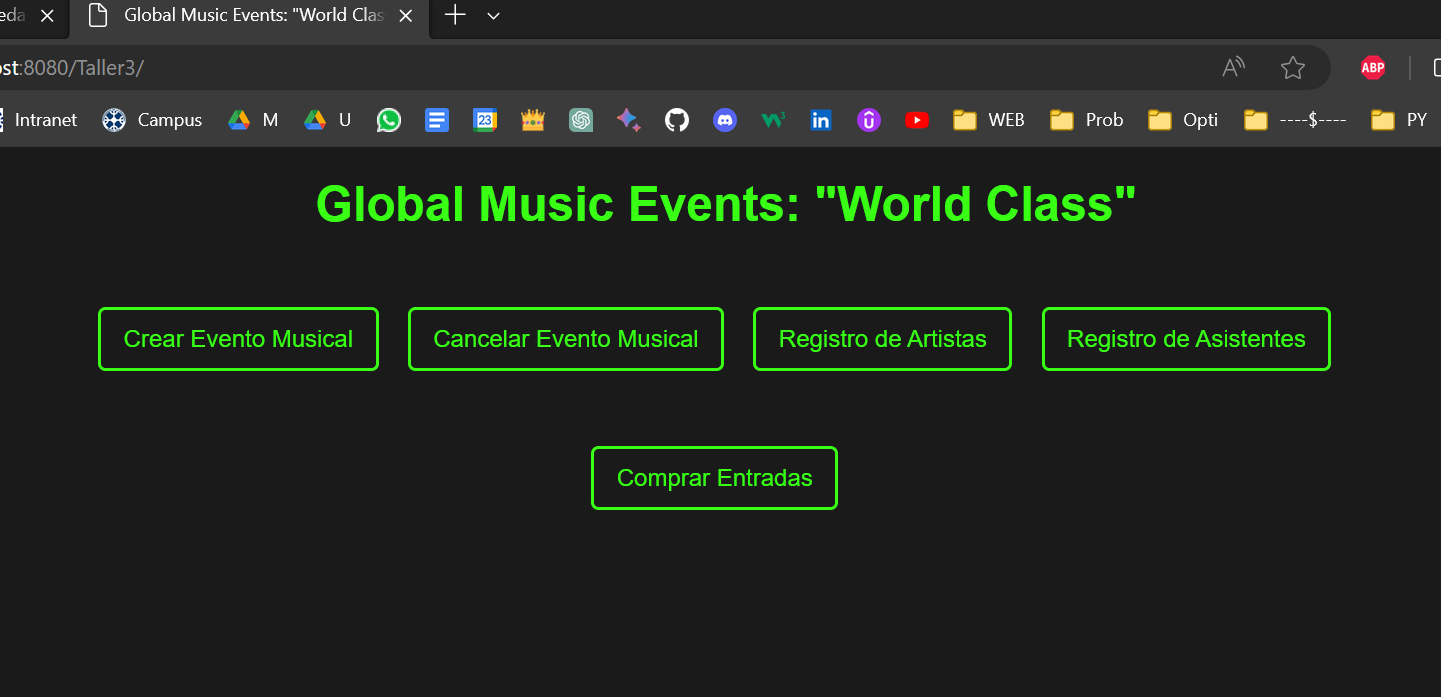 eda
Global Music Events: "World Clas
ost:8080/Taller3/
ABP
Intranet Campus M U 23 in WEB Prob Opti ----$---- PY
Global Music Events: "World Class"
Crear Evento Musical Cancelar Evento Musical Registro de Artistas Registro de Asistentes
Comprar Entradas